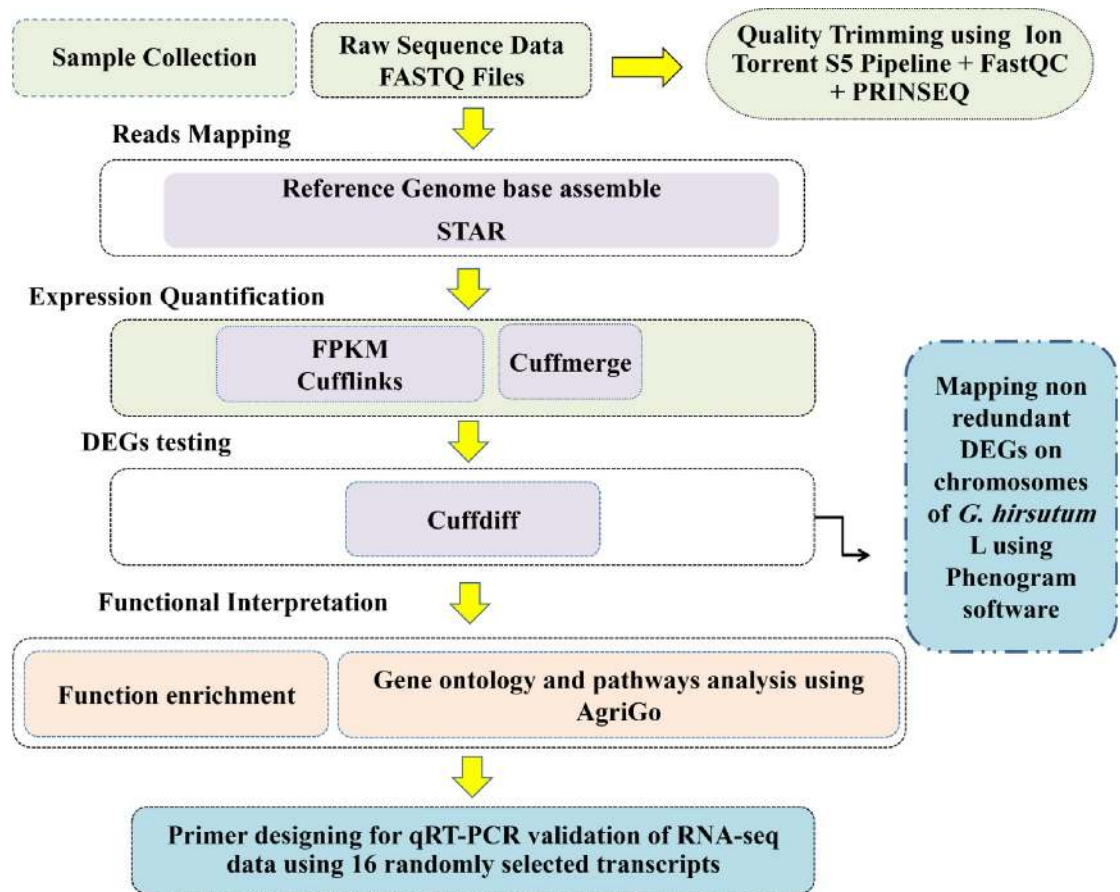 Sample Collection
Raw Sequence Data
FASTQ Files
Quality Trimming using Ion
Torrent S5 Pipeline + FastQC
+ PRINSEQ
Reads Mapping
Reference Genome base assemble
STAR
Expression Quantification
FPKM
Cufflinks
Cuffmerge
DEGs testing
Cuffdiff
Mapping non
redundant
DEGs on
chromosomes
of G. hirsutum
L using
Phenogram
software
Functional Interpretation
Function enrichment
Gene ontology and pathways analysis using
AgriGo
Primer designing for qRT-PCR validation of RNA-seq
data using 16 randomly selected transcripts